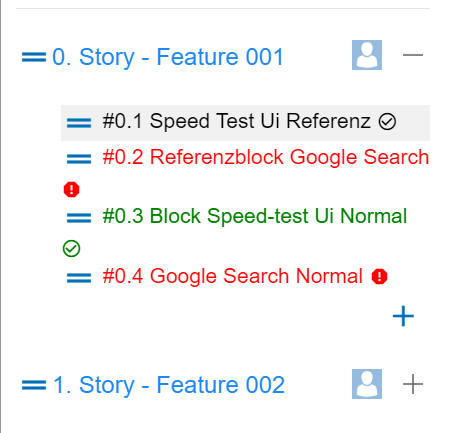 0. Story - Feature 001
#0.1 Speed Test Ui Referenz
#0.2 Referenzblock Google Search
#0.3 Block Speed-test Ui Normal
#0.4 Google Search Normal
1. Story - Feature 002